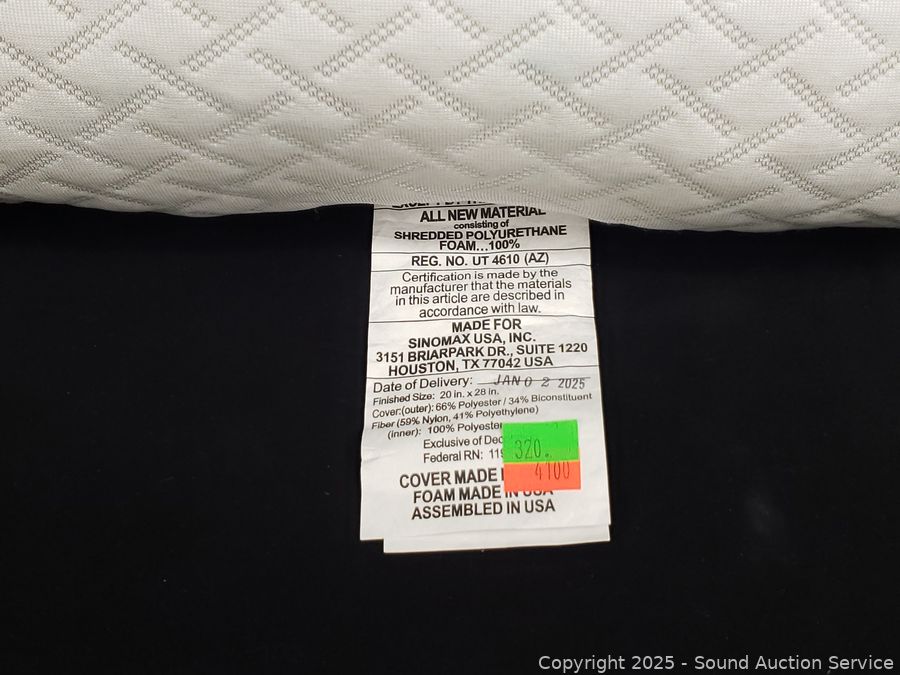 ALL NEW MATERIAL
consisting of
SHREDDED POLYURETHANE
FOAM...100%
REG. NO. UT 4610 (AZ)
Certification is made by the
manufacturer that the materials
in this article are described in
accordance with law.
MADE FOR
SINOMAX USA, INC.
3151 BRIARPARK DR., SUITE 1220
HOUSTON, TX 77042 USA
Date of Delivery: JAN 0 2 2025
Finished Size: 20 in. x 28 in.
Cover:(outer): 66% Polyester / 34% Biconstituent
Fiber (59% Nylon, 41% Polyethylene)
(inner): 100% Polyester
Exclusive of
Federal RN:
320.
4100
COVER MADE
FOAM MADE IN USA
ASSEMBLED IN USA
Copyright © 2025 - Sound Auction Service